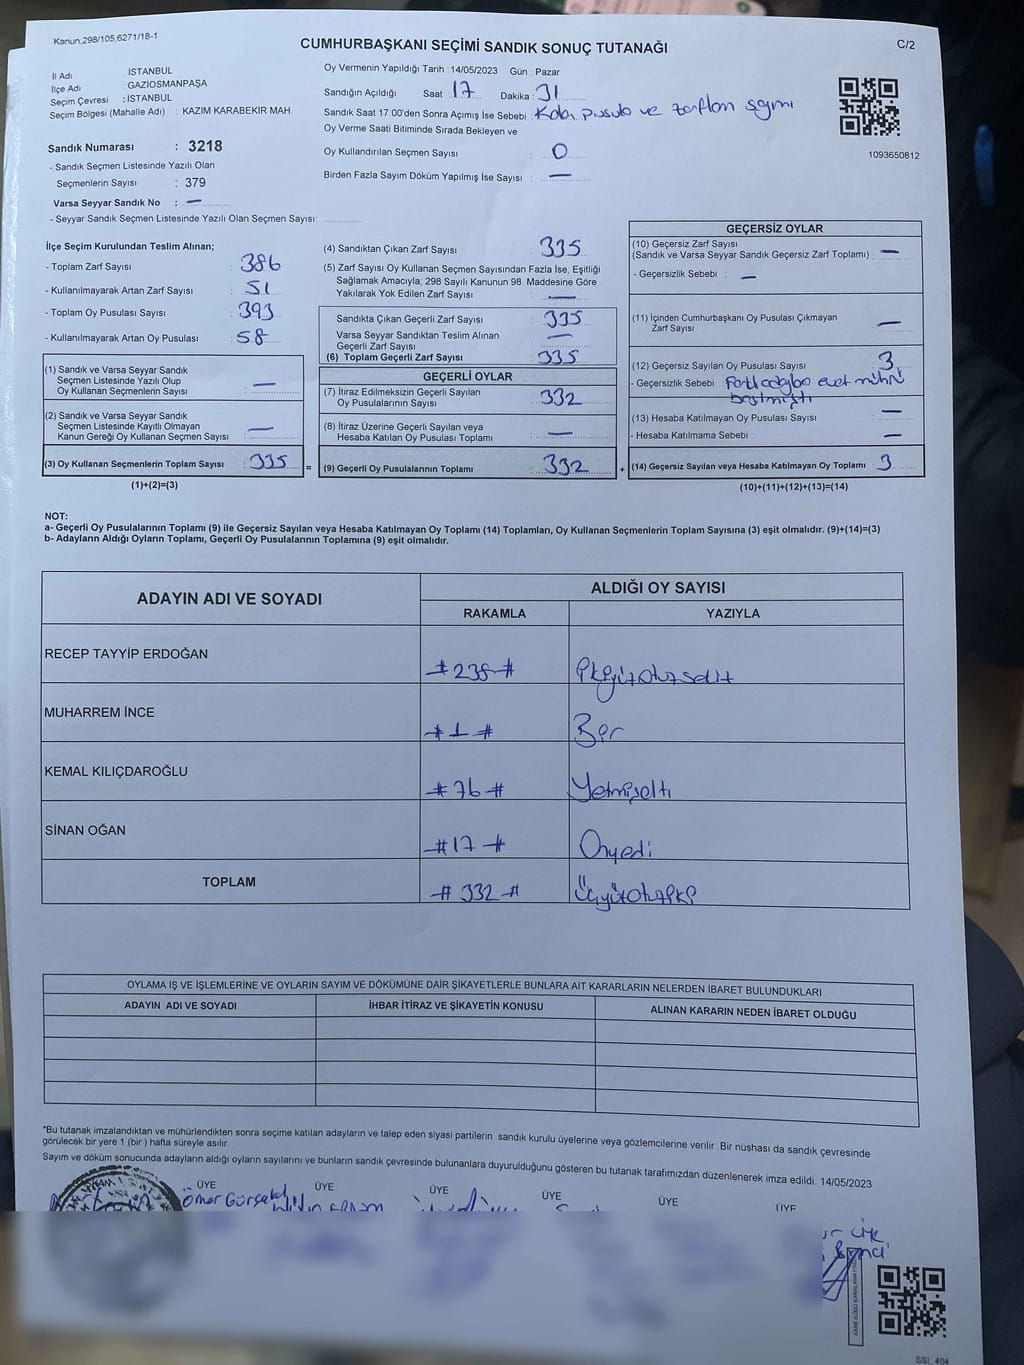 Kanun:298/105,6271/18-1
C/2
CUMHURBAŞKANI SEÇİMİ SANDIK SONUÇ TUTANAĞI
İl Adı : İSTANBUL
İlçe Adı : GAZİOSMANPAŞA
Seçim Çevresi : İSTANBUL
Seçim Bölgesi (Mahalle Adı) : KAZIM KARABEKİR MAH.
Oy Vermenin Yapıldığı Tarih : 14/05/2023 Gün : Pazar
Sandığın Açıldığı Saat 17 Dakika : 31
Sandık Saat 17:00'den Sonra Açımış İse Sebebi : Kalan pusula ve zarfların sayımı
Oy Verme Saati Bitiminde Sırada Bekleyen ve
Oy Kullandırılan Seçmen Sayısı : 0
Birden Fazla Sayım Döküm Yapılmış İse Sayısı : —
1093650812
Sandık Numarası : 3218
- Sandık Seçmen Listesinde Yazılı Olan
Seçmenlerin Sayısı : 379
Varsa Seyyar Sandık No : —
- Seyyar Sandık Seçmen Listesinde Yazılı Olan Seçmen Sayısı:
İlçe Seçim Kurulundan Teslim Alınan;
- Toplam Zarf Sayısı : 386
- Kullanılmayarak Artan Zarf Sayısı : 51
- Toplam Oy Pusulası Sayısı : 393
- Kullanılmayarak Artan Oy Pusulası : 58
(1) Sandık ve Varsa Seyyar Sandık
Seçmen Listesinde Yazılı Olup
Oy Kullanan Seçmenlerin Sayısı : —
(2) Sandık ve Varsa Seyyar Sandık
Seçmen Listesinde Kayıtlı Olmayan
Kanun Gereği Oy Kullanan Seçmen Sayısı : —
(3) Oy Kullanan Seçmenlerin Toplam Sayısı : 335 =
(1)+(2)=(3)
(4) Sandıktan Çıkan Zarf Sayısı : 335
(5) Zarf Sayısı Oy Kullanan Seçmen Sayısından Fazla İse, Eşitliği
Sağlamak Amacıyla; 298 Sayılı Kanunun 98. Maddesine Göre
Yakılarak Yok Edilen Zarf Sayısı : —
Sandıkta Çıkan Geçerli Zarf Sayısı : 335
Varsa Seyyar Sandıktan Teslim Alınan
Geçerli Zarf Sayısı : —
(6) Toplam Geçerli Zarf Sayısı : 335
GEÇERLİ OYLAR
(7) İtiraz Edilmeksizin Geçerli Sayılan
Oy Pusulalarının Sayısı : 332
(8) İtiraz Üzerine Geçerli Sayılan veya
Hesaba Katılan Oy Pusulası Toplamı : —
(9) Geçerli Oy Pusulalarının Toplamı : 332 +
GEÇERSİZ OYLAR
(10) Geçersiz Zarf Sayısı
(Sandık ve Varsa Seyyar Sandık Geçersiz Zarf Toplamı) : —
- Geçersizlik Sebebi : —
(11) İçinden Cumhurbaşkanı Oy Pusulası Çıkmayan
Zarf Sayısı : —
(12) Geçersiz Sayılan Oy Pusulası Sayısı : 3
- Geçersizlik Sebebi : evet mührü
basılmıştı
(13) Hesaba Katılmayan Oy Pusulası Sayısı : —
- Hesaba Katılmama Sebebi : —
(14) Geçersiz Sayılan veya Hesaba Katılmayan Oy Toplamı : 3
(10)+(11)+(12)+(13)=(14)
NOT:
a- Geçerli Oy Pusulalarının Toplamı (9) ile Geçersiz Sayılan veya Hesaba Katılmayan Oy Toplamı (14) Toplamları, Oy Kullanan Seçmenlerin Toplam Sayısına (3) eşit olmalıdır. (9)+(14)=(3)
b- Adayların Aldığı Oyların Toplamı, Geçerli Oy Pusulalarının Toplamına (9) eşit olmalıdır.
ADAYIN ADI VE SOYADI
ALDIĞI OY SAYISI
RAKAMLA YAZIYLA
RECEP TAYYİP ERDOĞAN # 238 # İkiyüzotuzsekiz
MUHARREM İNCE # 1 # Bir
KEMAL KILIÇDAROĞLU # 76 # Yetmişaltı
SİNAN OĞAN # 17 # Onyedi
TOPLAM # 332 # Üçyüzotuziki
OYLAMA İŞ VE İŞLEMLERİNE VE OYLARIN SAYIM VE DÖKÜMÜNE DAİR ŞİKAYETLERLE BUNLARA AİT KARARLARIN NELERDEN İBARET BULUNDUKLARI
ADAYIN ADI VE SOYADI İHBAR İTİRAZ VE ŞİKAYETİN KONUSU ALINAN KARARIN NEDEN İBARET OLDUĞU
*Bu tutanak imzalandıktan ve mühürlendikten sonra seçime katılan adayların ve talep eden siyasi partilerin sandık kurulu üyelerine veya gözlemcilerine verilir. Bir nüshası da sandık çevresinde
görülecek bir yere 1 (bir ) hafta süreyle asılır.
Sayım ve döküm sonucunda adayların aldığı oyların sayılarını ve bunların sandık çevresinde bulunanlara duyurulduğunu gösteren bu tutanak tarafımızdan düzenlenerek imza edildi. 14/05/2023
ÜYE ÜYE ÜYE ÜYE ÜYE ÜYE
Ömer
SSI_404